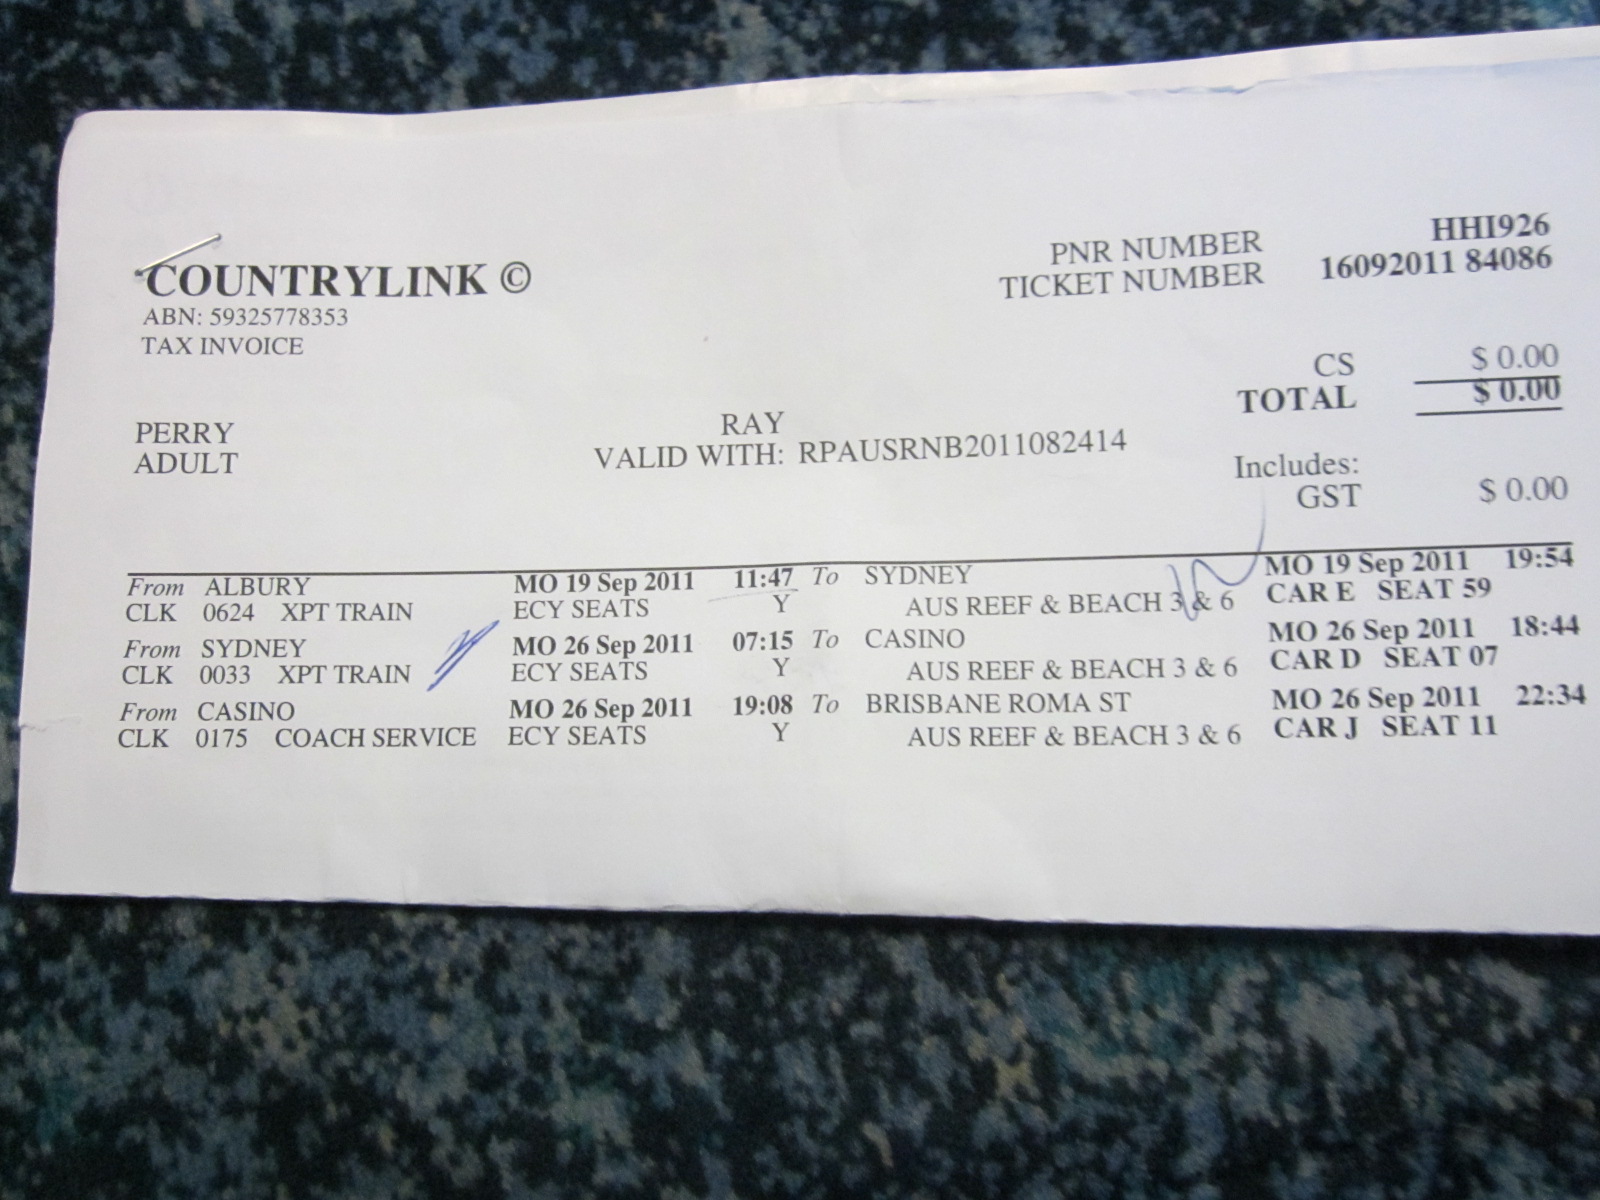 COUNTRYLINK ©
ABN: 59325778353
TAX INVOICE
PNR NUMBER HHI926
TICKET NUMBER 16092011 84086
CS $ 0.00
TOTAL $ 0.00
PERRY RAY
ADULT VALID WITH: RPAUSRNB2011082414
Includes:
GST $ 0.00
From ALBURY MO 19 Sep 2011 11:47 To SYDNEY MO 19 Sep 2011 19:54
CLK 0624 XPT TRAIN ECY SEATS Y AUS REEF & BEACH 3 & 6 CAR E SEAT 59
From SYDNEY MO 26 Sep 2011 07:15 To CASINO MO 26 Sep 2011 18:44
CLK 0033 XPT TRAIN ECY SEATS Y AUS REEF & BEACH 3 & 6 CAR D SEAT 07
From CASINO MO 26 Sep 2011 19:08 To BRISBANE ROMA ST MO 26 Sep 2011 22:34
CLK 0175 COACH SERVICE ECY SEATS Y AUS REEF & BEACH 3 & 6 CAR J SEAT 11